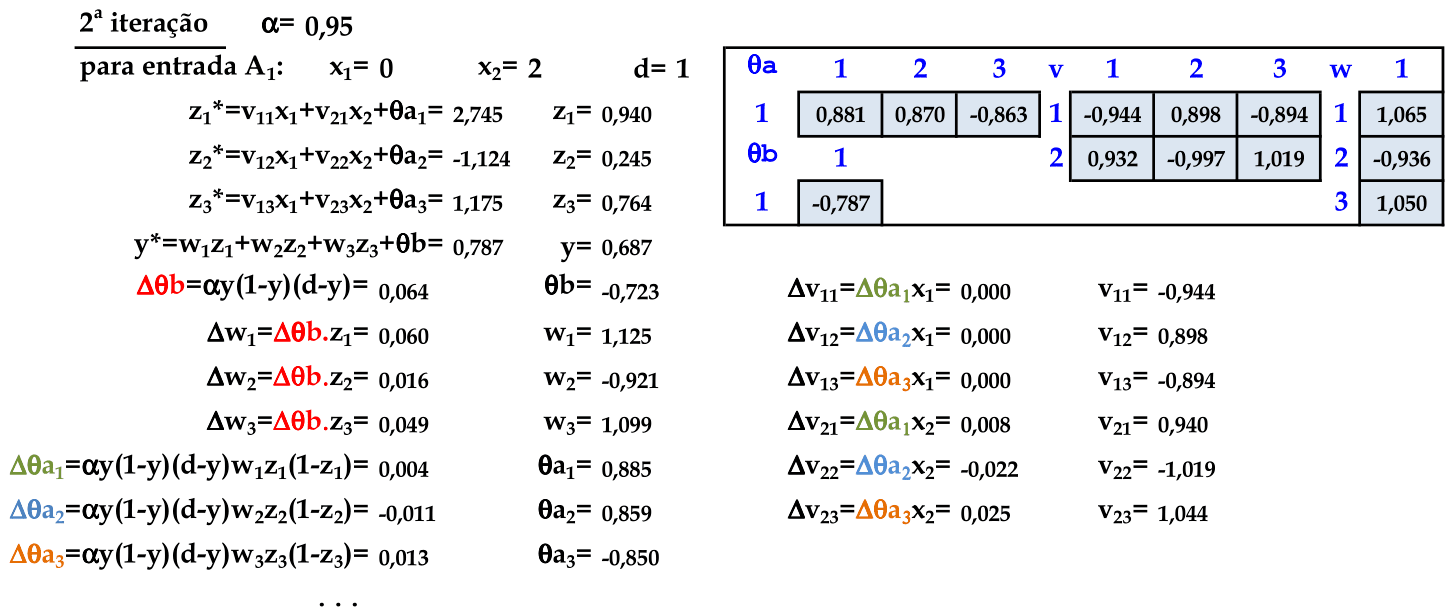 2ª iteração α= 0,95
para entrada A₁: x₁= 0 x₂= 2 d= 1
z₁*=v₁₁x₁+v₂₁x₂+θa₁= 2,745 z₁= 0,940
z₂*=v₁₂x₁+v₂₂x₂+θa₂= -1,124 z₂= 0,245
z₃*=v₁₃x₁+v₂₃x₂+θa₃= 1,175 z₃= 0,764
y*=w₁z₁+w₂z₂+w₃z₃+θb= 0,787 y= 0,687
θa 1 2 3 v 1 2 3 w 1
1 0,881 0,870 -0,863 1 -0,944 0,898 -0,894 1 1,065
θb 1 2 0,932 -0,997 1,019 2 -0,936
1 -0,787 3 1,050
Δθb=αy(1-y)(d-y)= 0,064 θb= -0,723
Δw₁=Δθb.z₁= 0,060 w₁= 1,125
Δw₂=Δθb.z₂= 0,016 w₂= -0,921
Δw₃=Δθb.z₃= 0,049 w₃= 1,099
Δθa₁=αy(1-y)(d-y)w₁z₁(1-z₁)= 0,004 θa₁= 0,885
Δθa₂=αy(1-y)(d-y)w₂z₂(1-z₂)= -0,011 θa₂= 0,859
Δθa₃=αy(1-y)(d-y)w₃z₃(1-z₃)= 0,013 θa₃= -0,850
Δv₁₁=Δθa₁x₁= 0,000 v₁₁= -0,944
Δv₁₂=Δθa₂x₁= 0,000 v₁₂= 0,898
Δv₁₃=Δθa₃x₁= 0,000 v₁₃= -0,894
Δv₂₁=Δθa₁x₂= 0,008 v₂₁= 0,940
Δv₂₂=Δθa₂x₂= -0,022 v₂₂= -1,019
Δv₂₃=Δθa₃x₂= 0,025 v₂₃= 1,044
. . .